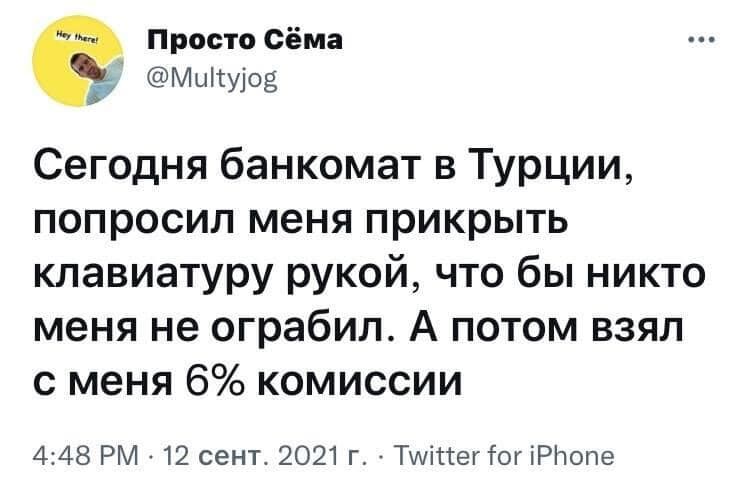 Hey there!
Просто Сёма
@Multyjog
Сегодня банкомат в Турции,
попросил меня прикрыть
клавиатуру рукой, что бы никто
меня не ограбил. А потом взял
с меня 6% комиссии
4:48 PM · 12 сент. 2021 г. · Twitter for iPhone